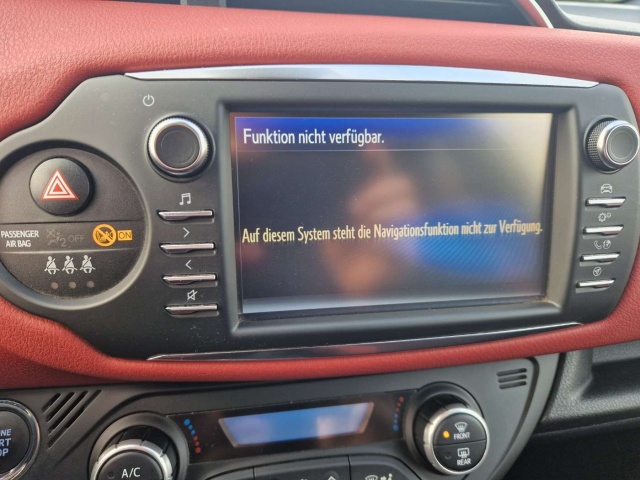 Funktion nicht verfügbar.
Auf diesem System steht die Navigationsfunktion nicht zur Verfügung.
PASSENGER
AIR BAG
2 OFF
ON
A/C
FRONT
REAR